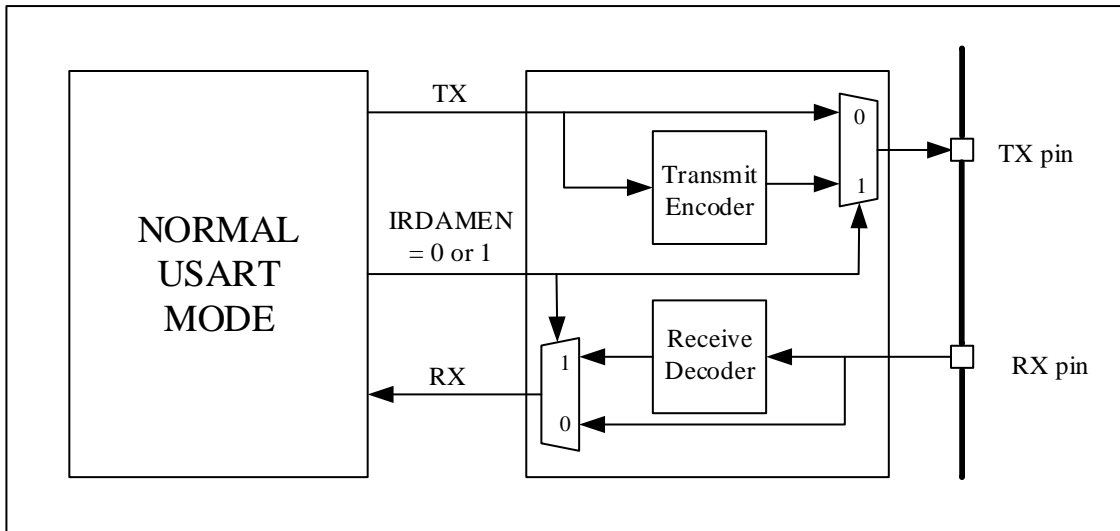 TX
0
TX pin
Transmit
Encoder
1
NORMAL
USART
MODE
IRDAMEN
= 0 or 1
Receive
Decoder
1
RX pin
RX
0